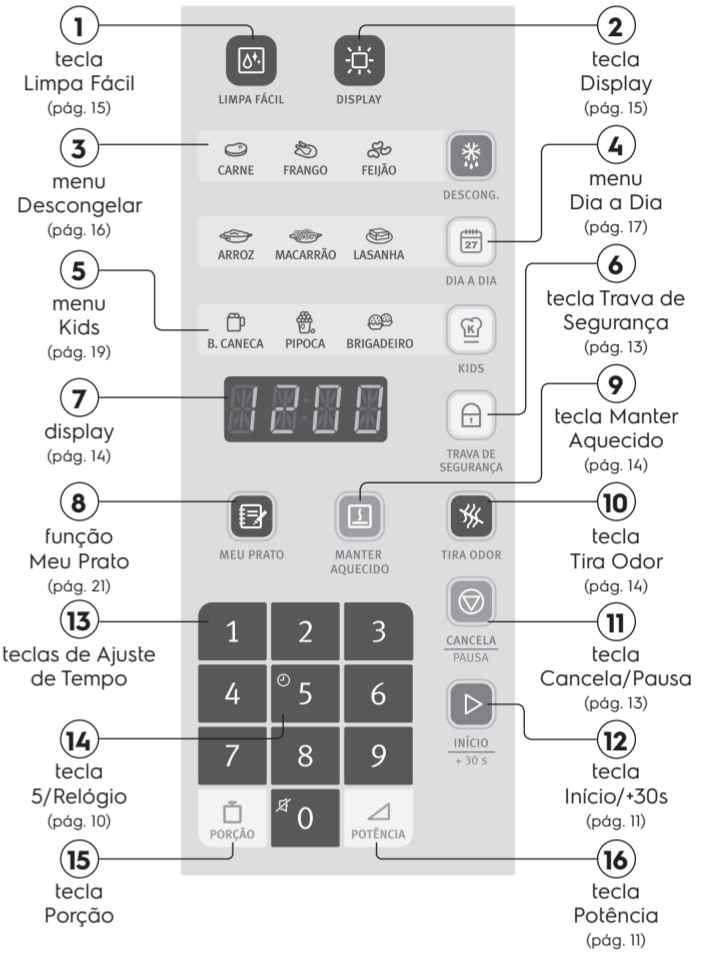 1
tecla
Limpa Fácil
(pág. 15)
2
tecla
Display
(pág. 15)
LIMPA FÁCIL
DISPLAY
3
menu
Descongelar
(pág. 16)
CARNE
FRANGO
FEIJÃO
DESCONG.
4
menu
Dia a Dia
(pág. 17)
ARROZ
MACARRÃO
LASANHA
27
DIA A DIA
5
menu
Kids
(pág. 19)
B. CANECA
PIPOCA
BRIGADEIRO
K
KIDS
6
tecla Trava de
Segurança
(pág. 13)
7
display
(pág. 14)
12:00
TRAVA DE
SEGURANÇA
9
tecla Manter
Aquecido
(pág. 14)
8
função
Meu Prato
(pág. 21)
MEU PRATO
MANTER
AQUECIDO
TIRA ODOR
10
tecla
Tira Odor
(pág. 14)
13
teclas de Ajuste
de Tempo
1 2 3
4 5 6
7 8 9
PORÇÃO
0
POTÊNCIA
CANCELA
PAUSA
11
tecla
Cancela/Pausa
(pág. 13)
14
tecla
5/Relógio
(pág. 10)
INÍCIO
+ 30 s
12
tecla
Início/+30s
(pág. 11)
15
tecla
Porção
16
tecla
Potência
(pág. 11)